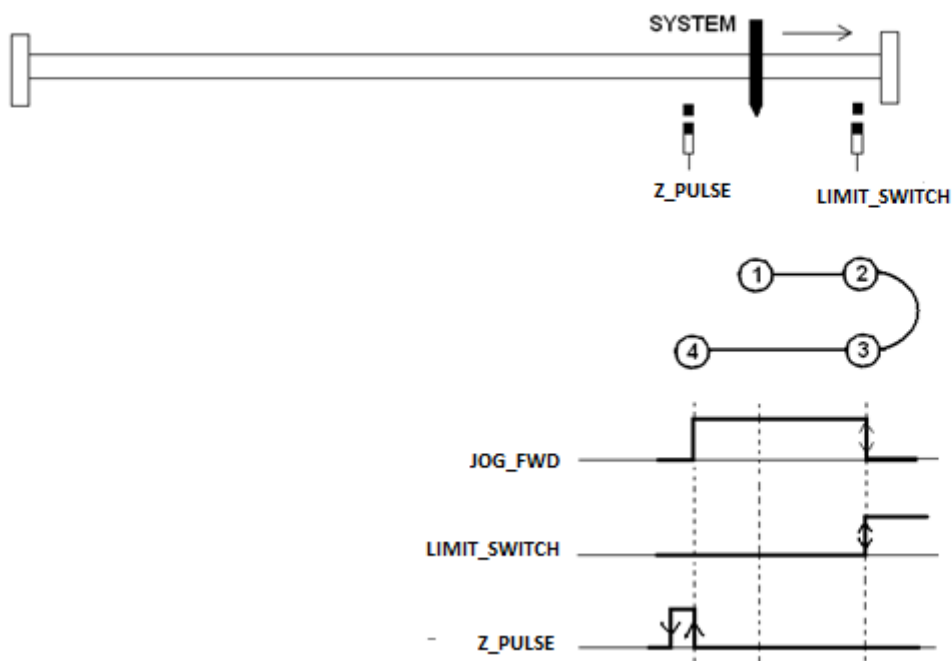 SYSTEM
Z_PULSE
LIMIT_SWITCH
1
2
4
3
JOG_FWD
LIMIT_SWITCH
Z_PULSE